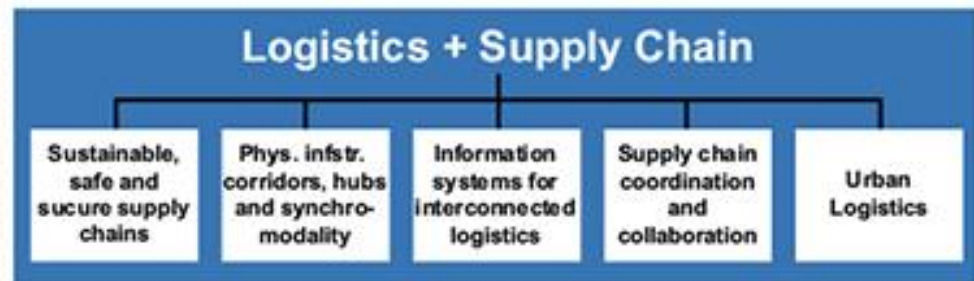 Logistics + Supply Chain
Sustainable,
safe and
sucure supply
chains
Phys. infstr.
corridors, hubs
and synchro-
modality
Information
systems for
interconnected
logistics
Supply chain
coordination
and
collaboration
Urban
Logistics